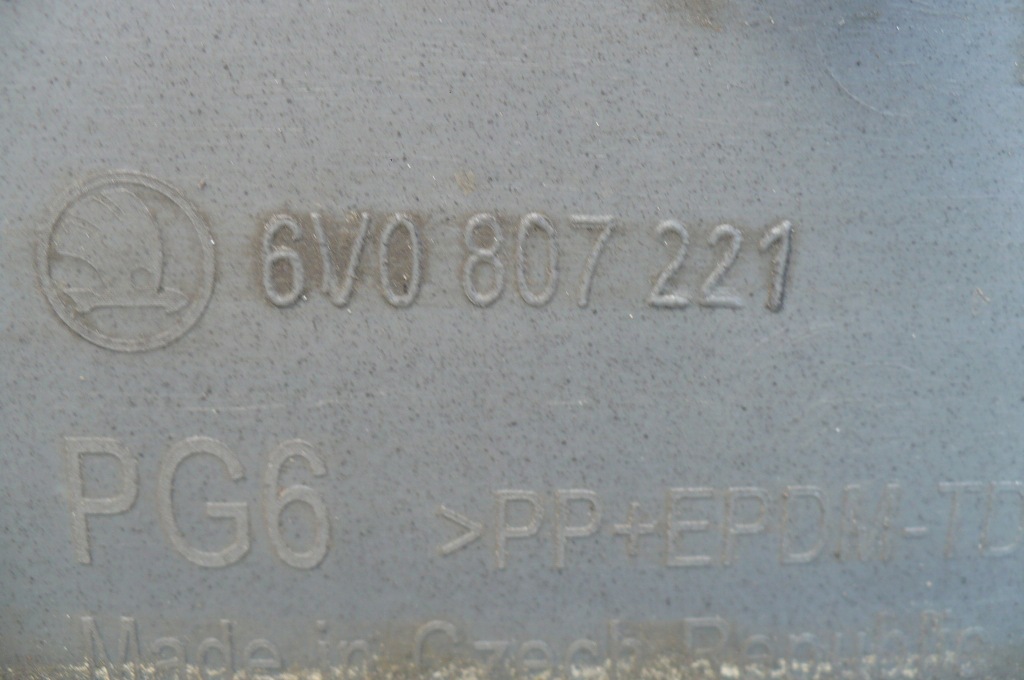 6V0 807 221
PG6 >PP+EPDM-TD
Made in Czech Republic